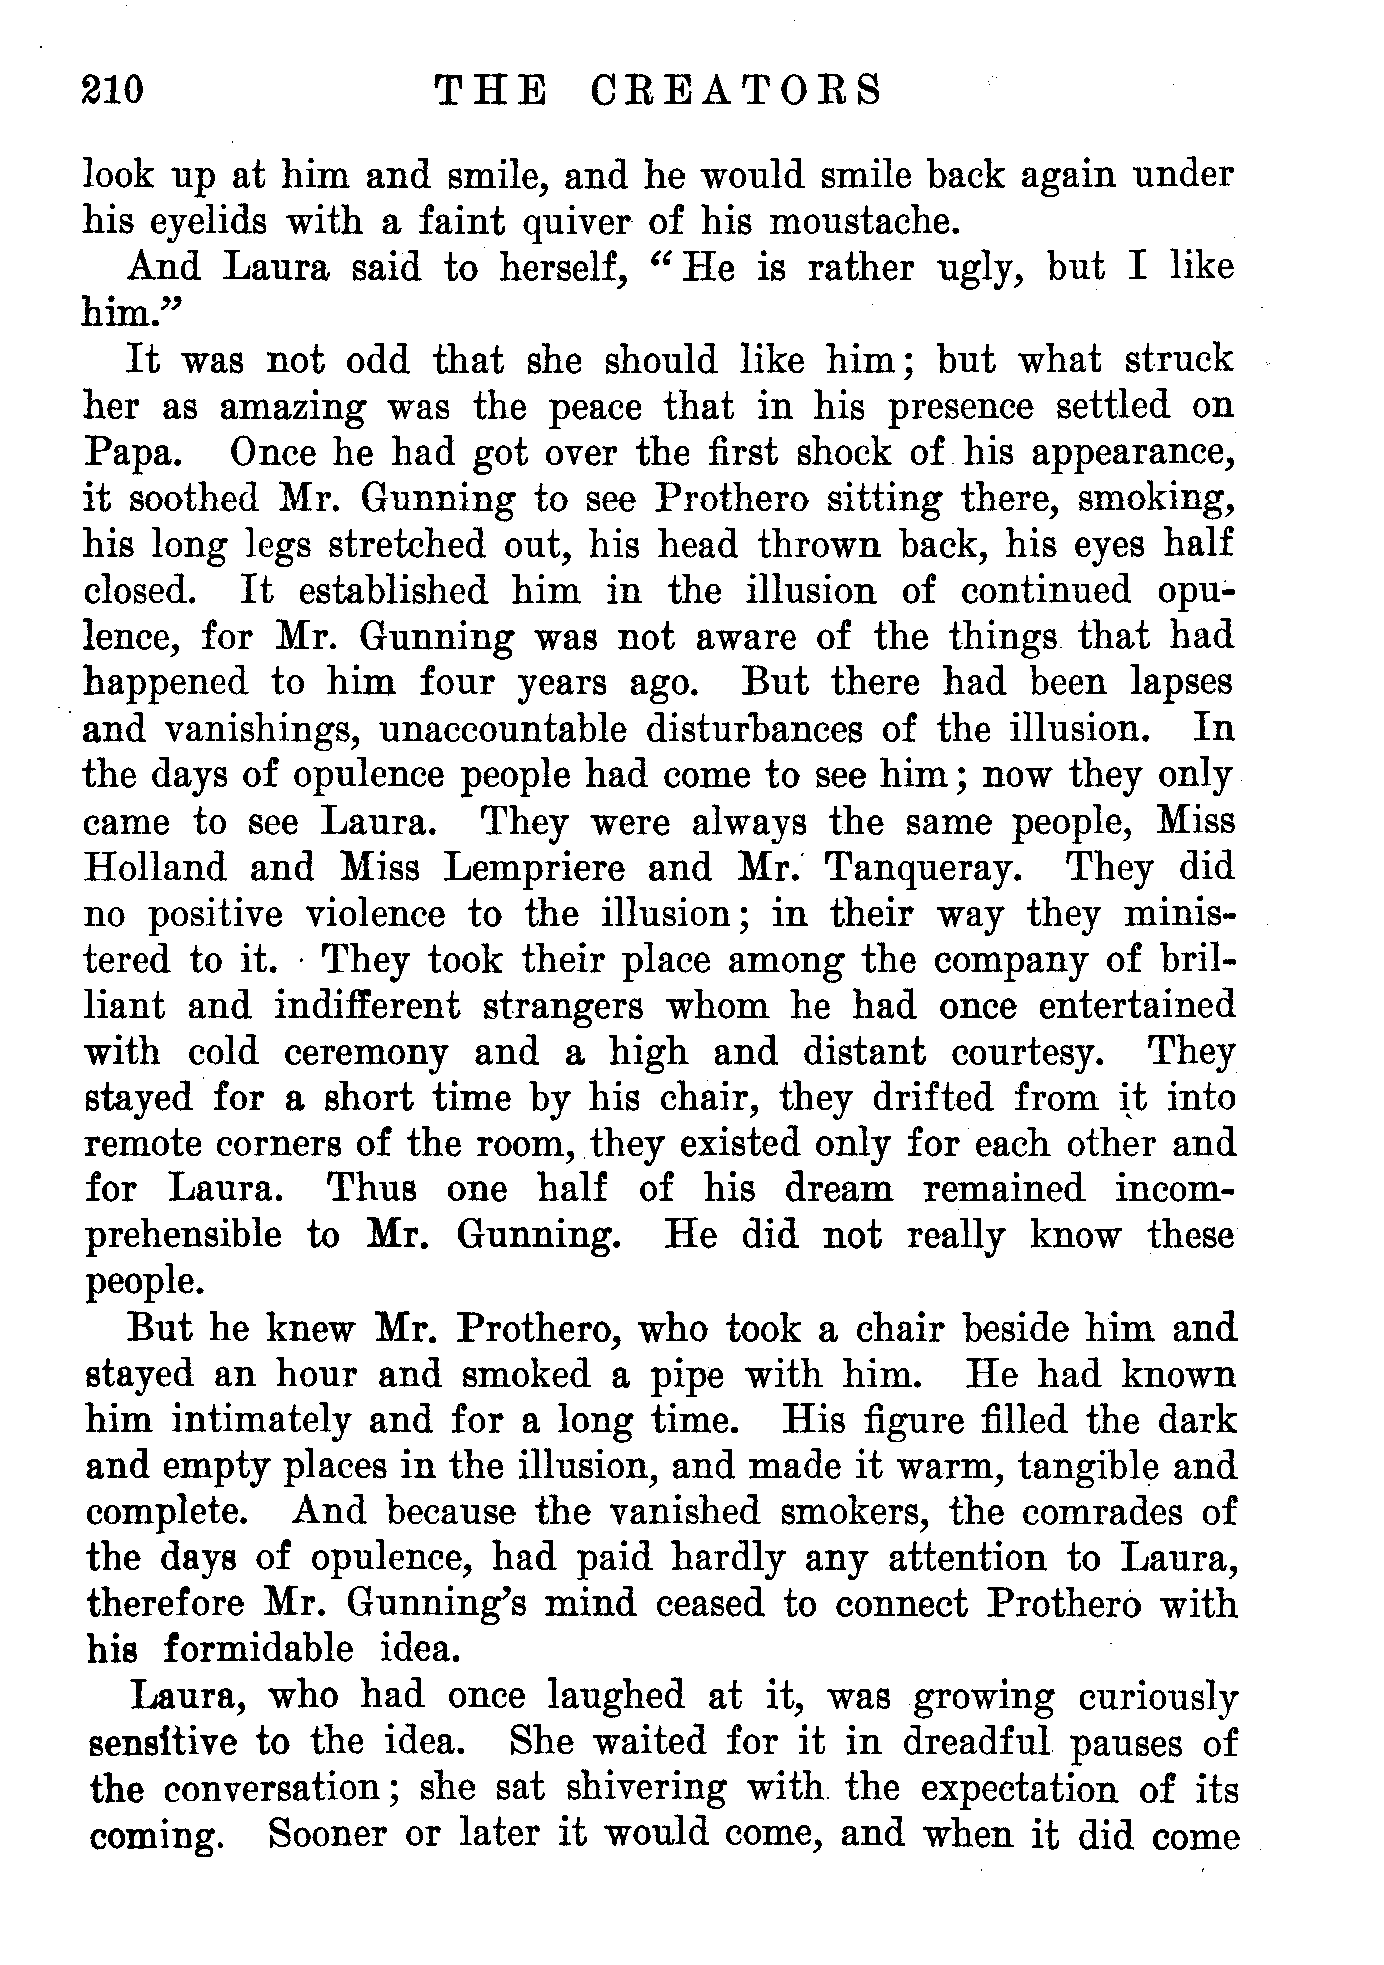 210 THE CREATORS
look up at him and smile, and he would smile back again under
his eyelids with a faint quiver of his moustache.
And Laura said to herself, “He is rather ugly, but I like
him.”
It was not odd that she should like him; but what struck
her as amazing was the peace that in his presence settled on
Papa. Once he had got over the first shock of his appearance,
it soothed Mr. Gunning to see Prothero sitting there, smoking,
his long legs stretched out, his head thrown back, his eyes half
closed. It established him in the illusion of continued opu-
lence, for Mr. Gunning was not aware of the things that had
happened to him four years ago. But there had been lapses
and vanishings, unaccountable disturbances of the illusion. In
the days of opulence people had come to see him; now they only
came to see Laura. They were always the same people, Miss
Holland and Miss Lempriere and Mr. Tanqueray. They did
no positive violence to the illusion; in their way they minis-
tered to it. They took their place among the company of bril-
liant and indifferent strangers whom he had once entertained
with cold ceremony and a high and distant courtesy. They
stayed for a short time by his chair, they drifted from it into
remote corners of the room, they existed only for each other and
for Laura. Thus one half of his dream remained incom-
prehensible to Mr. Gunning. He did not really know these
people.
But he knew Mr. Prothero, who took a chair beside him and
stayed an hour and smoked a pipe with him. He had known
him intimately and for a long time. His figure filled the dark
and empty places in the illusion, and made it warm, tangible and
complete. And because the vanished smokers, the comrades of
the days of opulence, had paid hardly any attention to Laura,
therefore Mr. Gunning’s mind ceased to connect Prothero with
his formidable idea.
Laura, who had once laughed at it, was growing curiously
sensitive to the idea. She waited for it in dreadful pauses of
the conversation; she sat shivering with the expectation of its
coming. Sooner or later it would come, and when it did come